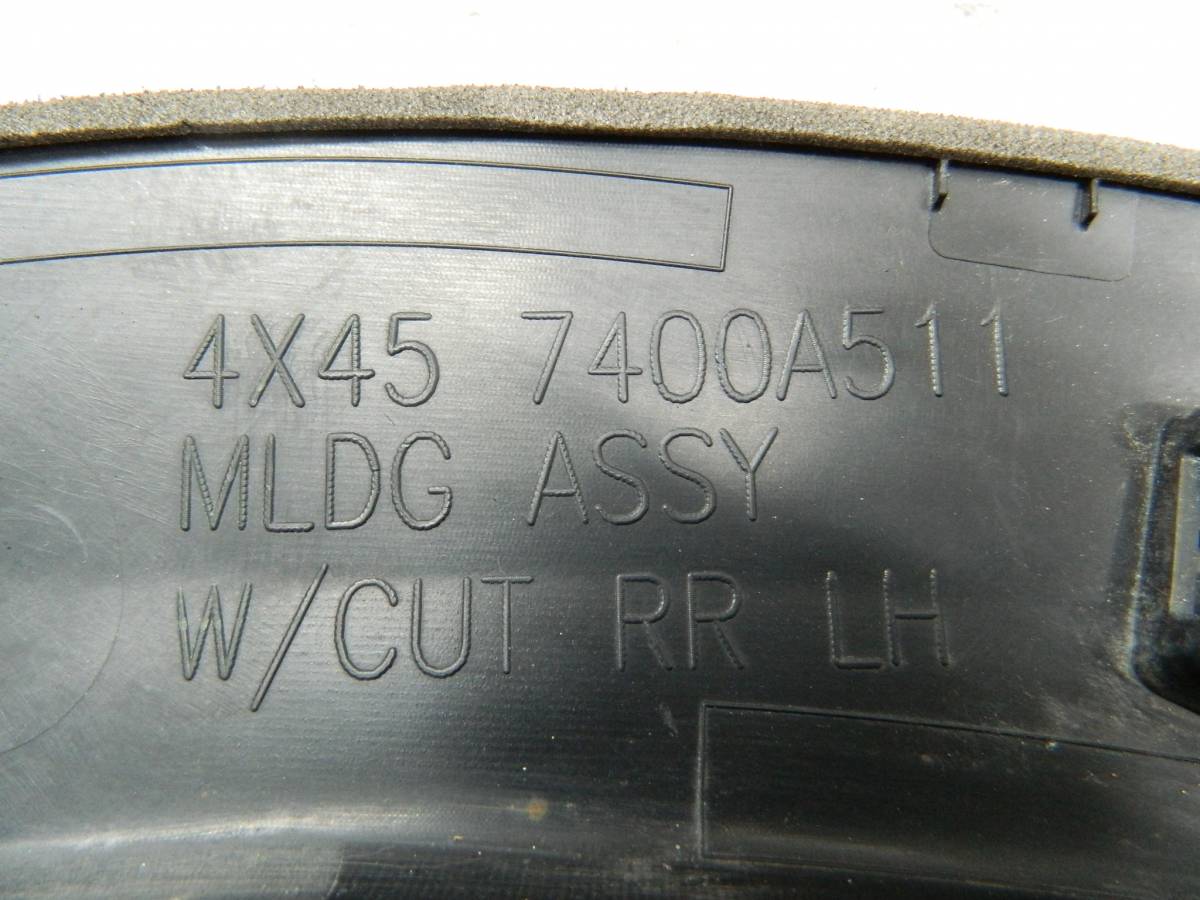 4X45 7400A511
MLDG ASSY
W/CUT RR LH